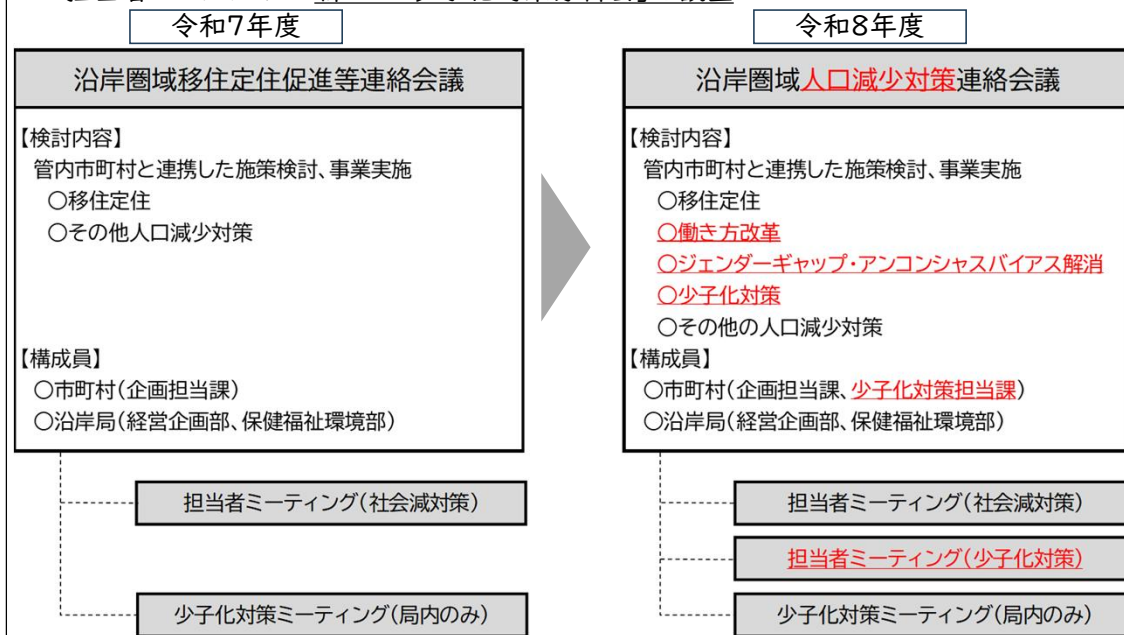 令和7年度
沿岸圏域移住定住促進等連絡会議
【検討内容】
管内市町村と連携した施策検討、事業実施
○移住定住
○その他人口減少対策
【構成員】
○市町村(企画担当課)
○沿岸局(経営企画部、保健福祉環境部)
担当者ミーティング(社会減対策)
少子化対策ミーティング(局内のみ)
令和8年度
沿岸圏域人口減少対策連絡会議
【検討内容】
管内市町村と連携した施策検討、事業実施
○移住定住
○働き方改革
○ジェンダーギャップ・アンコンシャスバイアス解消
○少子化対策
○その他の人口減少対策
【構成員】
○市町村(企画担当課、少子化対策担当課)
○沿岸局(経営企画部、保健福祉環境部)
担当者ミーティング(社会減対策)
担当者ミーティング(少子化対策)
少子化対策ミーティング(局内のみ)